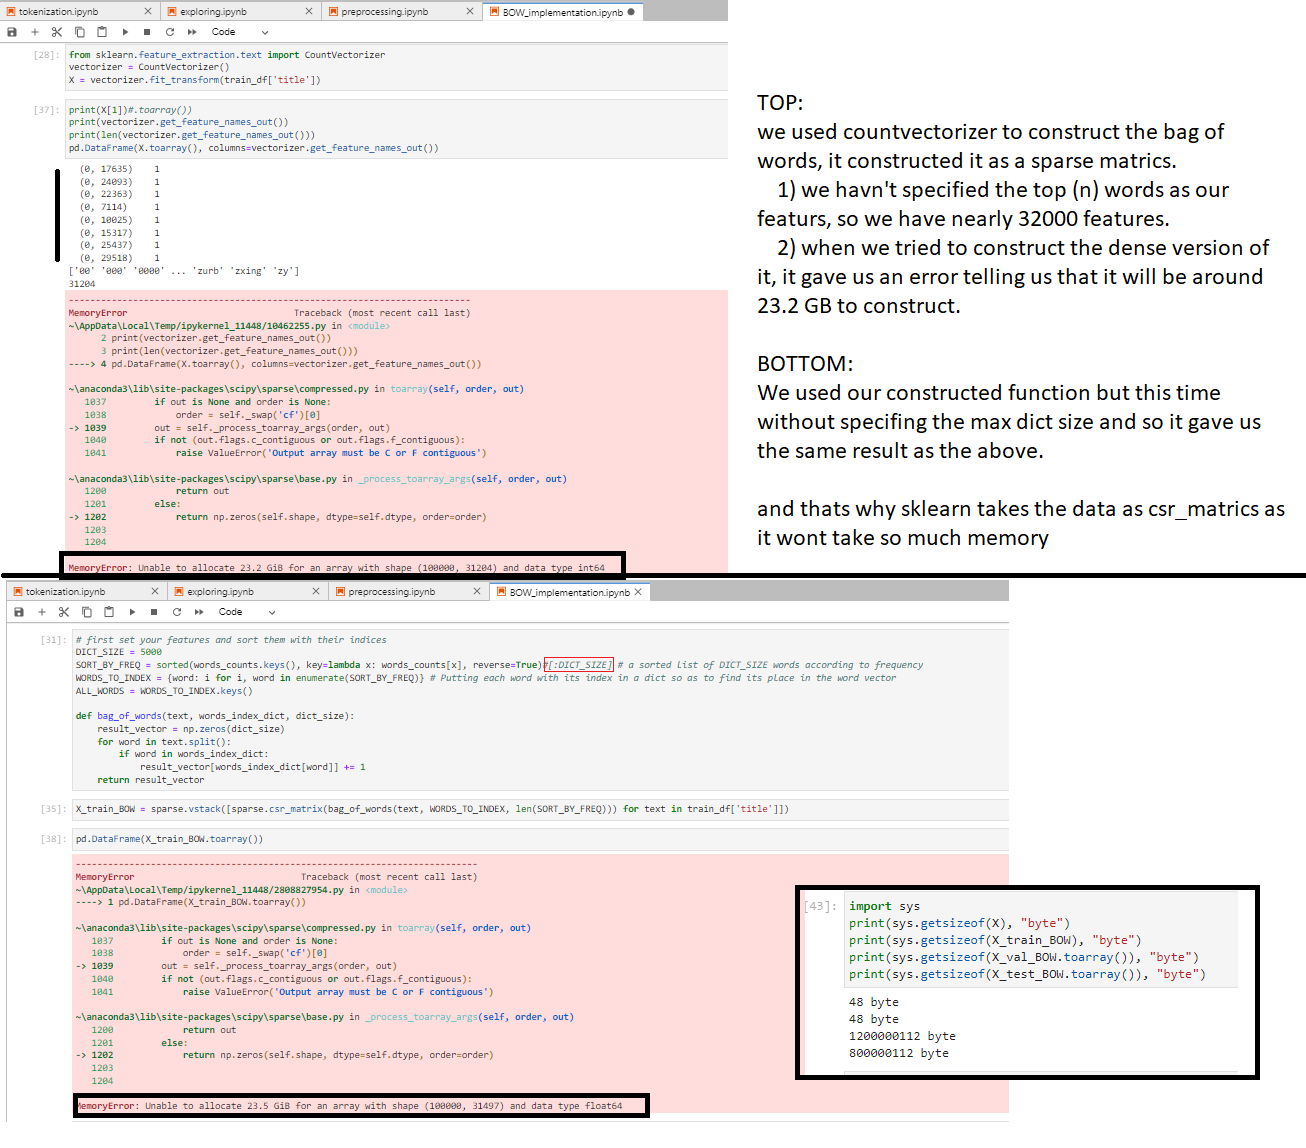 tokenization.ipynb
exploring.ipynb
preprocessing.ipynb
BOW_implementation.ipynb
Code
[28]:
from sklearn.feature_extraction.text import CountVectorizer
vectorizer = CountVectorizer()
X = vectorizer.fit_transform(train_df['title'])
[37]:
print(X[1])#.toarray())
print(vectorizer.get_feature_names_out())
print(len(vectorizer.get_feature_names_out()))
pd.DataFrame(X.toarray(), columns=vectorizer.get_feature_names_out())
(0, 17635) 1
(0, 24093) 1
(0, 22363) 1
(0, 7114) 1
(0, 10025) 1
(0, 15317) 1
(0, 25437) 1
(0, 29518) 1
['00' '000' '0000' ... 'zurb' 'zxing' 'zy']
31204
---------------------------------------------------------------------------
MemoryError Traceback (most recent call last)
~\AppData\Local\Temp/ipykernel_11448/10462255.py in <module>
2 print(vectorizer.get_feature_names_out())
3 print(len(vectorizer.get_feature_names_out()))
----> 4 pd.DataFrame(X.toarray(), columns=vectorizer.get_feature_names_out())
~\anaconda3\lib\site-packages\scipy\sparse\compressed.py in toarray(self, order, out)
1037 if out is None and order is None:
1038 order = self._swap('cf')[0]
-> 1039 out = self._process_toarray_args(order, out)
1040 if not (out.flags.c_contiguous or out.flags.f_contiguous):
1041 raise ValueError('Output array must be C or F contiguous')
~\anaconda3\lib\site-packages\scipy\sparse\base.py in _process_toarray_args(self, order, out)
1200 return out
1201 else:
-> 1202 return np.zeros(self.shape, dtype=self.dtype, order=order)
1203
1204
MemoryError: Unable to allocate 23.2 GiB for an array with shape (100000, 31204) and data type int64
TOP:
we used countvectorizer to construct the bag of
words, it constructed it as a sparse matrics.
1) we havn't specified the top (n) words as our
featurs, so we have nearly 32000 features.
2) when we tried to construct the dense version of
it, it gave us an error telling us that it will be around
23.2 GB to construct.
BOTTOM:
We used our constructed function but this time
without specifing the max dict size and so it gave us
the same result as the above.
and thats why sklearn takes the data as csr_matrics as
it wont take so much memory
tokenization.ipynb
exploring.ipynb
preprocessing.ipynb
BOW_implementation.ipynb
Code
[31]:
# first set your features and sort them with their indices
DICT_SIZE = 5000
SORT_BY_FREQ = sorted(words_counts.keys(), key=lambda x: words_counts[x], reverse=True)#[:DICT_SIZE] # a sorted list of DICT_SIZE words according to frequency
WORDS_TO_INDEX = {word: i for i, word in enumerate(SORT_BY_FREQ)} # Putting each word with its index in a dict so as to find its place in the word vector
ALL_WORDS = WORDS_TO_INDEX.keys()
def bag_of_words(text, words_index_dict, dict_size):
result_vector = np.zeros(dict_size)
for word in text.split():
if word in words_index_dict:
result_vector[words_index_dict[word]] += 1
return result_vector
[35]:
X_train_BOW = sparse.vstack([sparse.csr_matrix(bag_of_words(text, WORDS_TO_INDEX, len(SORT_BY_FREQ))) for text in train_df['title']])
[38]:
pd.DataFrame(X_train_BOW.toarray())
---------------------------------------------------------------------------
MemoryError Traceback (most recent call last)
~\AppData\Local\Temp/ipykernel_11448/2808827954.py in <module>
----> 1 pd.DataFrame(X_train_BOW.toarray())
~\anaconda3\lib\site-packages\scipy\sparse\compressed.py in toarray(self, order, out)
1037 if out is None and order is None:
1038 order = self._swap('cf')[0]
-> 1039 out = self._process_toarray_args(order, out)
1040 if not (out.flags.c_contiguous or out.flags.f_contiguous):
1041 raise ValueError('Output array must be C or F contiguous')
~\anaconda3\lib\site-packages\scipy\sparse\base.py in _process_toarray_args(self, order, out)
1200 return out
1201 else:
-> 1202 return np.zeros(self.shape, dtype=self.dtype, order=order)
1203
1204
MemoryError: Unable to allocate 23.5 GiB for an array with shape (100000, 31497) and data type float64
[43]:
import sys
print(sys.getsizeof(X), "byte")
print(sys.getsizeof(X_train_BOW), "byte")
print(sys.getsizeof(X_val_BOW.toarray()), "byte")
print(sys.getsizeof(X_test_BOW.toarray()), "byte")
48 byte
48 byte
1200000112 byte
800000112 byte